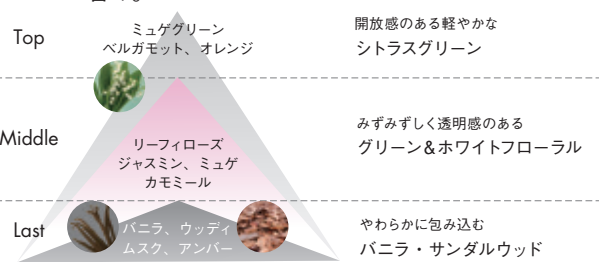 Top
ミュゲグリーン
ベルガモット、オレンジ
開放感のある軽やかな
シトラスグリーン
Middle
リーフィローズ
ジャスミン、ミュゲ
カモミール
みずみずしく透明感のある
グリーン&ホワイトフローラル
Last
バニラ、ウッディ
ムスク、アンバー
やわらかに包み込む
バニラ・サンダルウッド